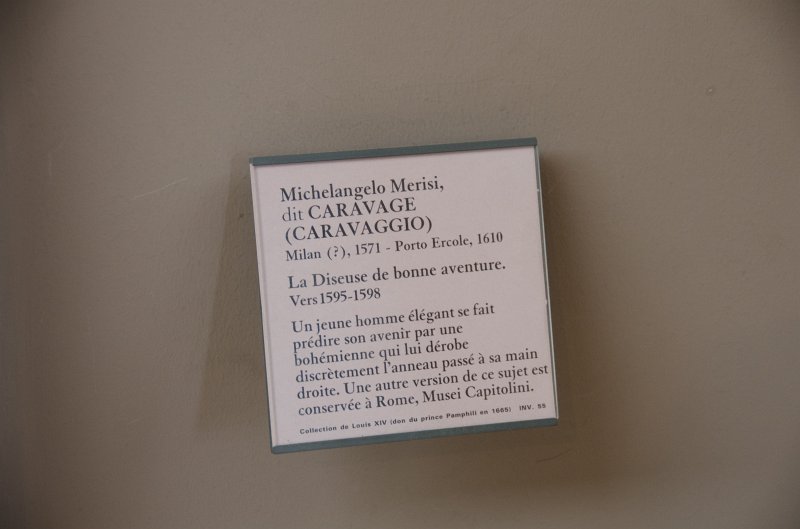 Michelangelo Merisi,
dit CARAVAGE
(CARAVAGGIO)
Milan (?), 1571 - Porto Ercole, 1610
La Diseuse de bonne aventure.
Vers 1595-1598
Un jeune homme élégant se fait
prédire son avenir par une
bohémienne qui lui dérobe
discrètement l'anneau passé à sa main
droite. Une autre version de ce sujet est
conservée à Rome, Musei Capitolini.
Collection de Louis XIV (don du prince Pamphili en 1665) INV. 55